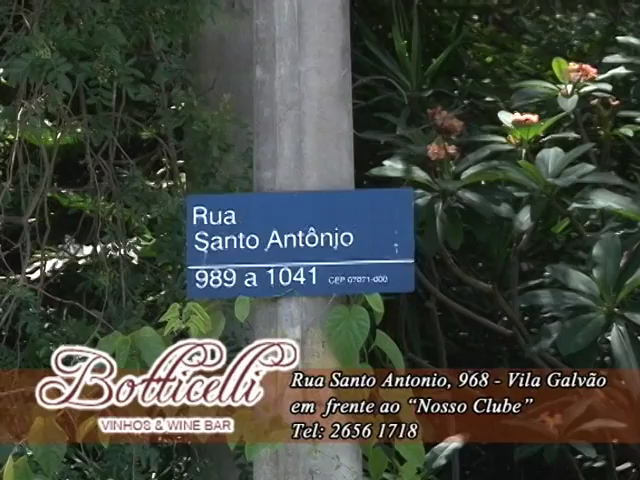 Rua
Santo Antônio
989 a 1041 CEP 07071-000
Botticelli
VINHOS & WINE BAR
Rua Santo Antonio, 968 - Vila Galvão
em frente ao “Nosso Clube”
Tel: 2656 1718